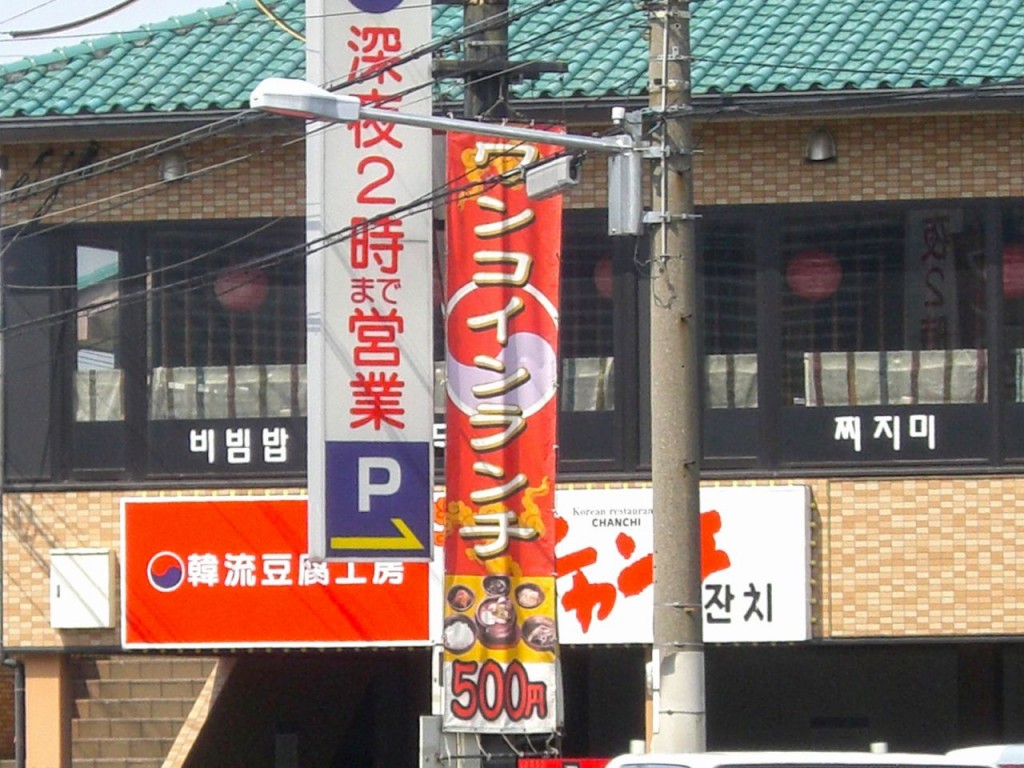 深夜2時まで営業
P
ワンコインランチ
500円
비빔밥
찌지미
韓流豆腐工房
Korean restaurant
CHANCHI
チャンチ
잔치